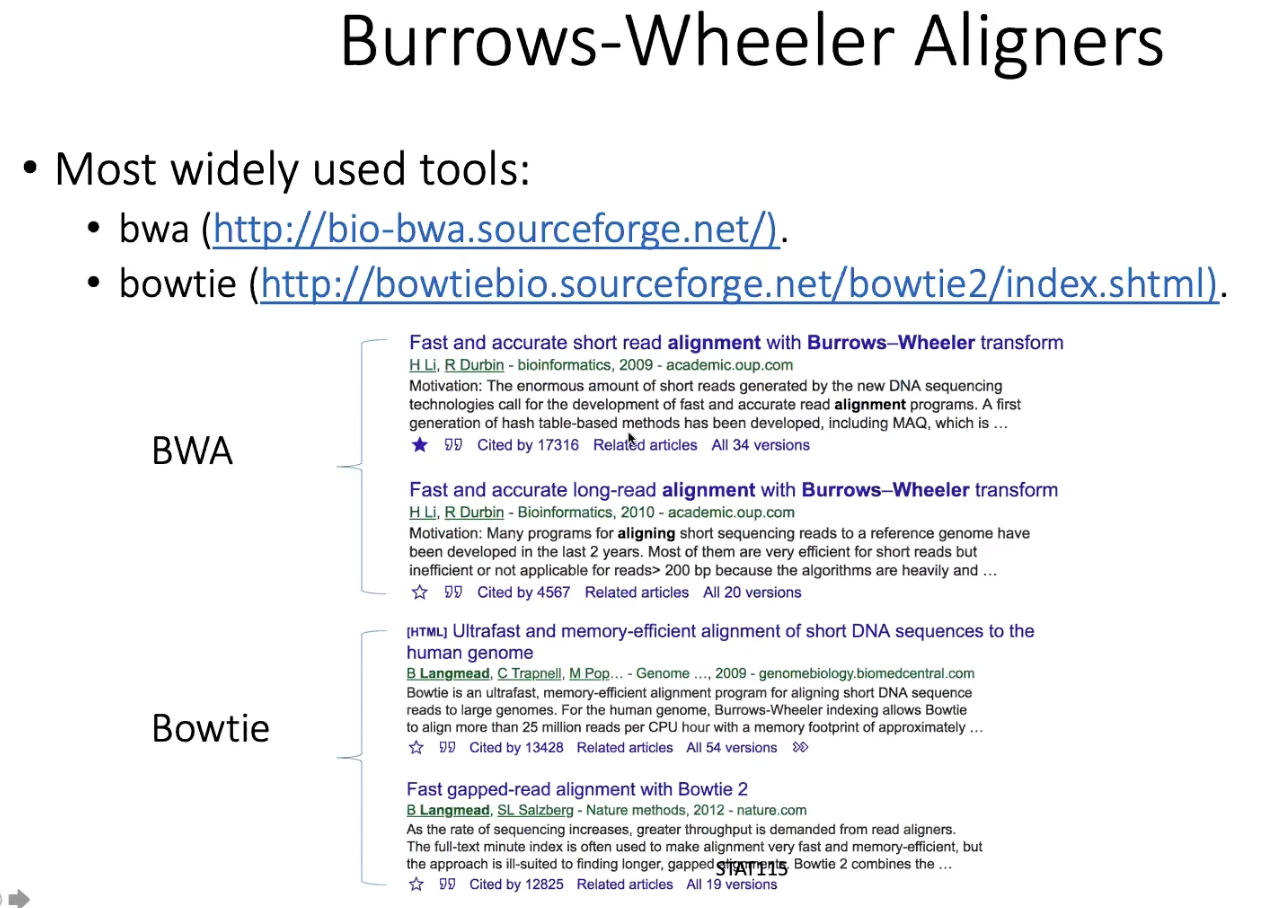 Burrows-Wheeler Aligners
• Most widely used tools:
• bwa (http://bio-bwa.sourceforge.net/).
• bowtie (http://bowtiebio.sourceforge.net/bowtie2/index.shtml).
BWA
Fast and accurate short read alignment with Burrows–Wheeler transform
H Li, R Durbin - bioinformatics, 2009 - academic.oup.com
Motivation: The enormous amount of short reads generated by the new DNA sequencing
technologies call for the development of fast and accurate read alignment programs. A first
generation of hash table-based methods has been developed, including MAQ, which is …
Cited by 17316 Related articles All 34 versions
Fast and accurate long-read alignment with Burrows–Wheeler transform
H Li, R Durbin - Bioinformatics, 2010 - academic.oup.com
Motivation: Many programs for aligning short sequencing reads to a reference genome have
been developed in the last 2 years. Most of them are very efficient for short reads but
inefficient or not applicable for reads> 200 bp because the algorithms are heavily and …
Cited by 4567 Related articles All 20 versions
Bowtie
[HTML] Ultrafast and memory-efficient alignment of short DNA sequences to the
human genome
B Langmead, C Trapnell, M Pop… - Genome …, 2009 - genomebiology.biomedcentral.com
Bowtie is an ultrafast, memory-efficient alignment program for aligning short DNA sequence
reads to large genomes. For the human genome, Burrows-Wheeler indexing allows Bowtie
to align more than 25 million reads per CPU hour with a memory footprint of approximately …
Cited by 13428 Related articles All 54 versions
Fast gapped-read alignment with Bowtie 2
B Langmead, SL Salzberg - Nature methods, 2012 - nature.com
As the rate of sequencing increases, greater throughput is demanded from read aligners.
The full-text minute index is often used to make alignment very fast and memory-efficient, but
the approach is ill-suited to finding longer, gapped alignments. Bowtie 2 combines the …
STAT115
Cited by 12825 Related articles All 19 versions